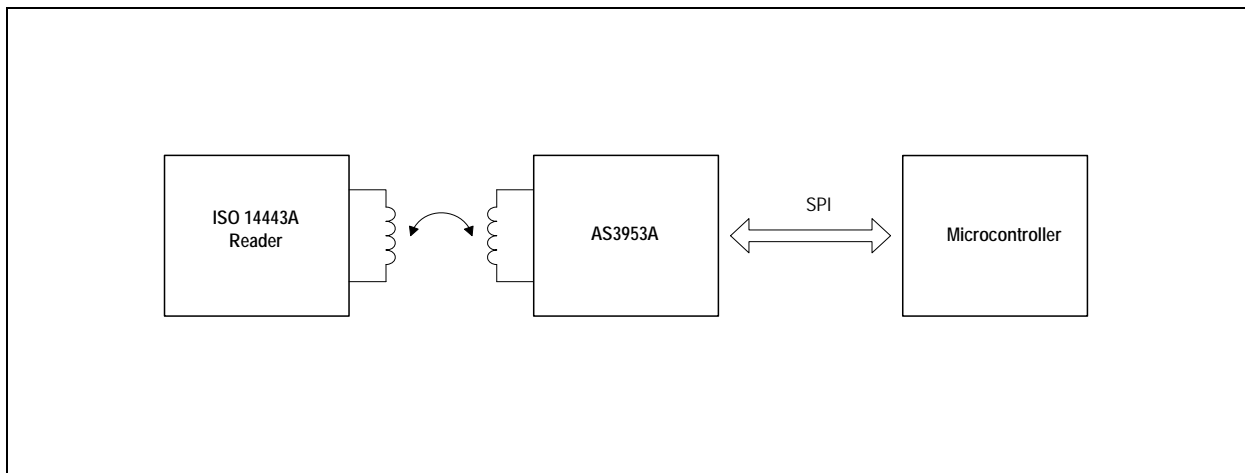 ISO 14443A
Reader
AS3953A
SPI
Microcontroller